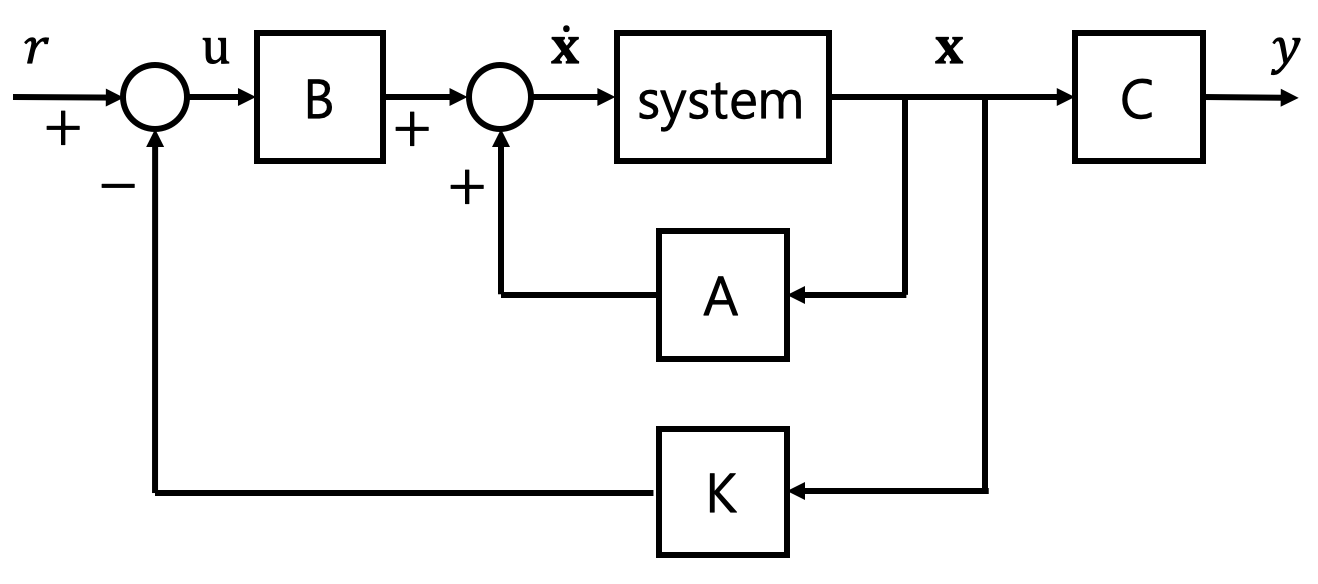 r u B ẋ system x C y
+ +
− +
A
K